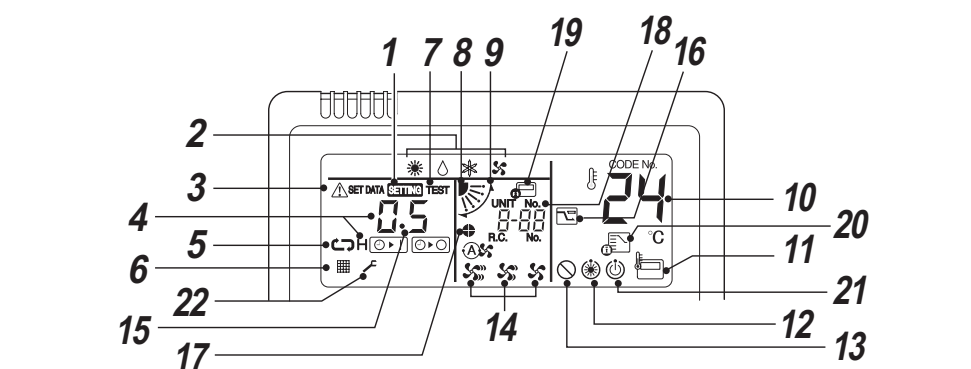 19 18
1 7 8 9 16
2
CODE No.
3 SET DATA SETTING TEST
UNIT No.
24 10
4 0.5 8-88
R.C. No.
°C 20
5 H
A
11
6
22 21
15 14 12
17 13